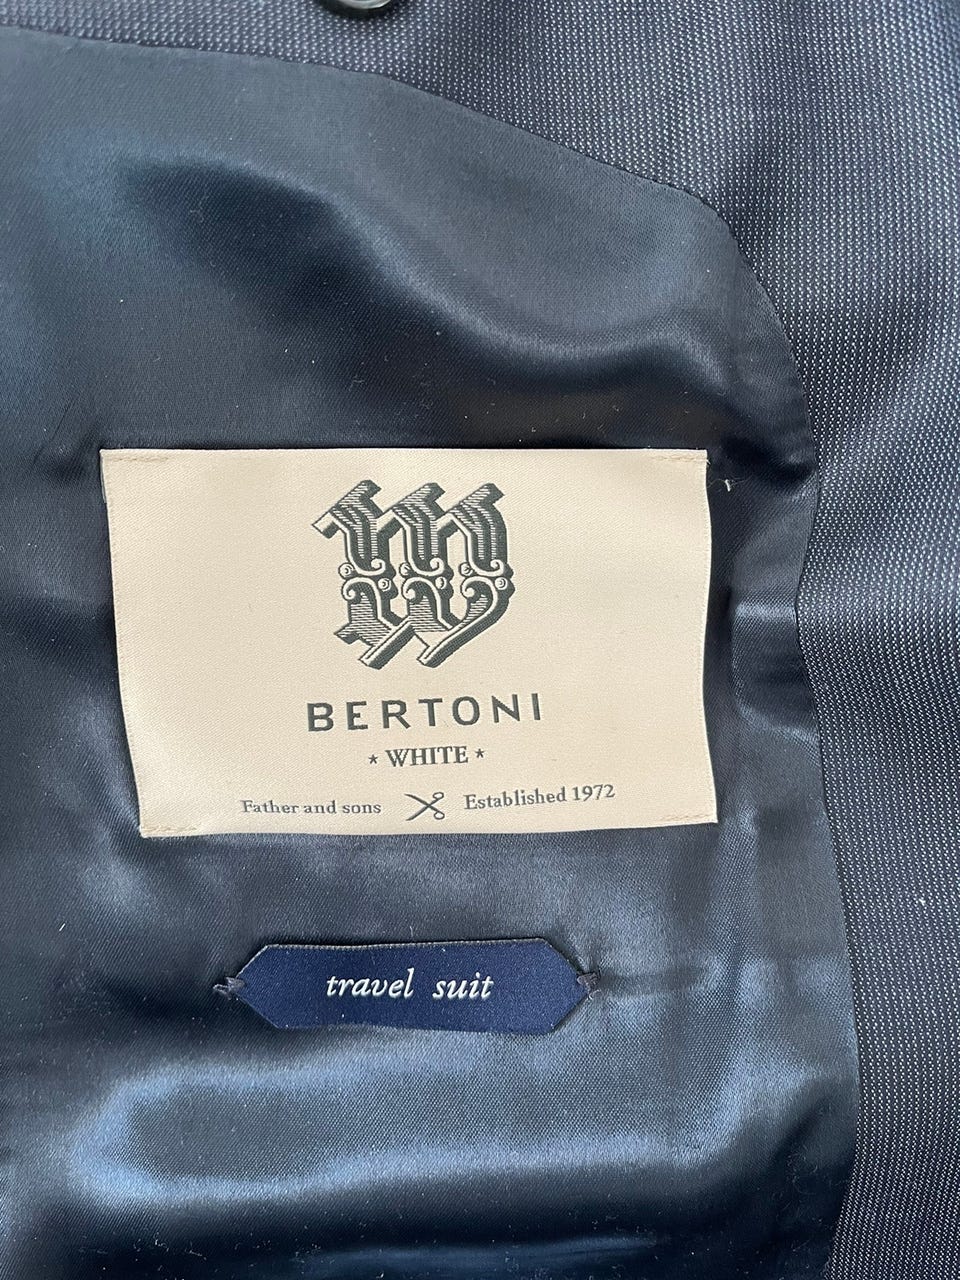 W
BERTONI
* WHITE *
Father and sons Established 1972
travel suit